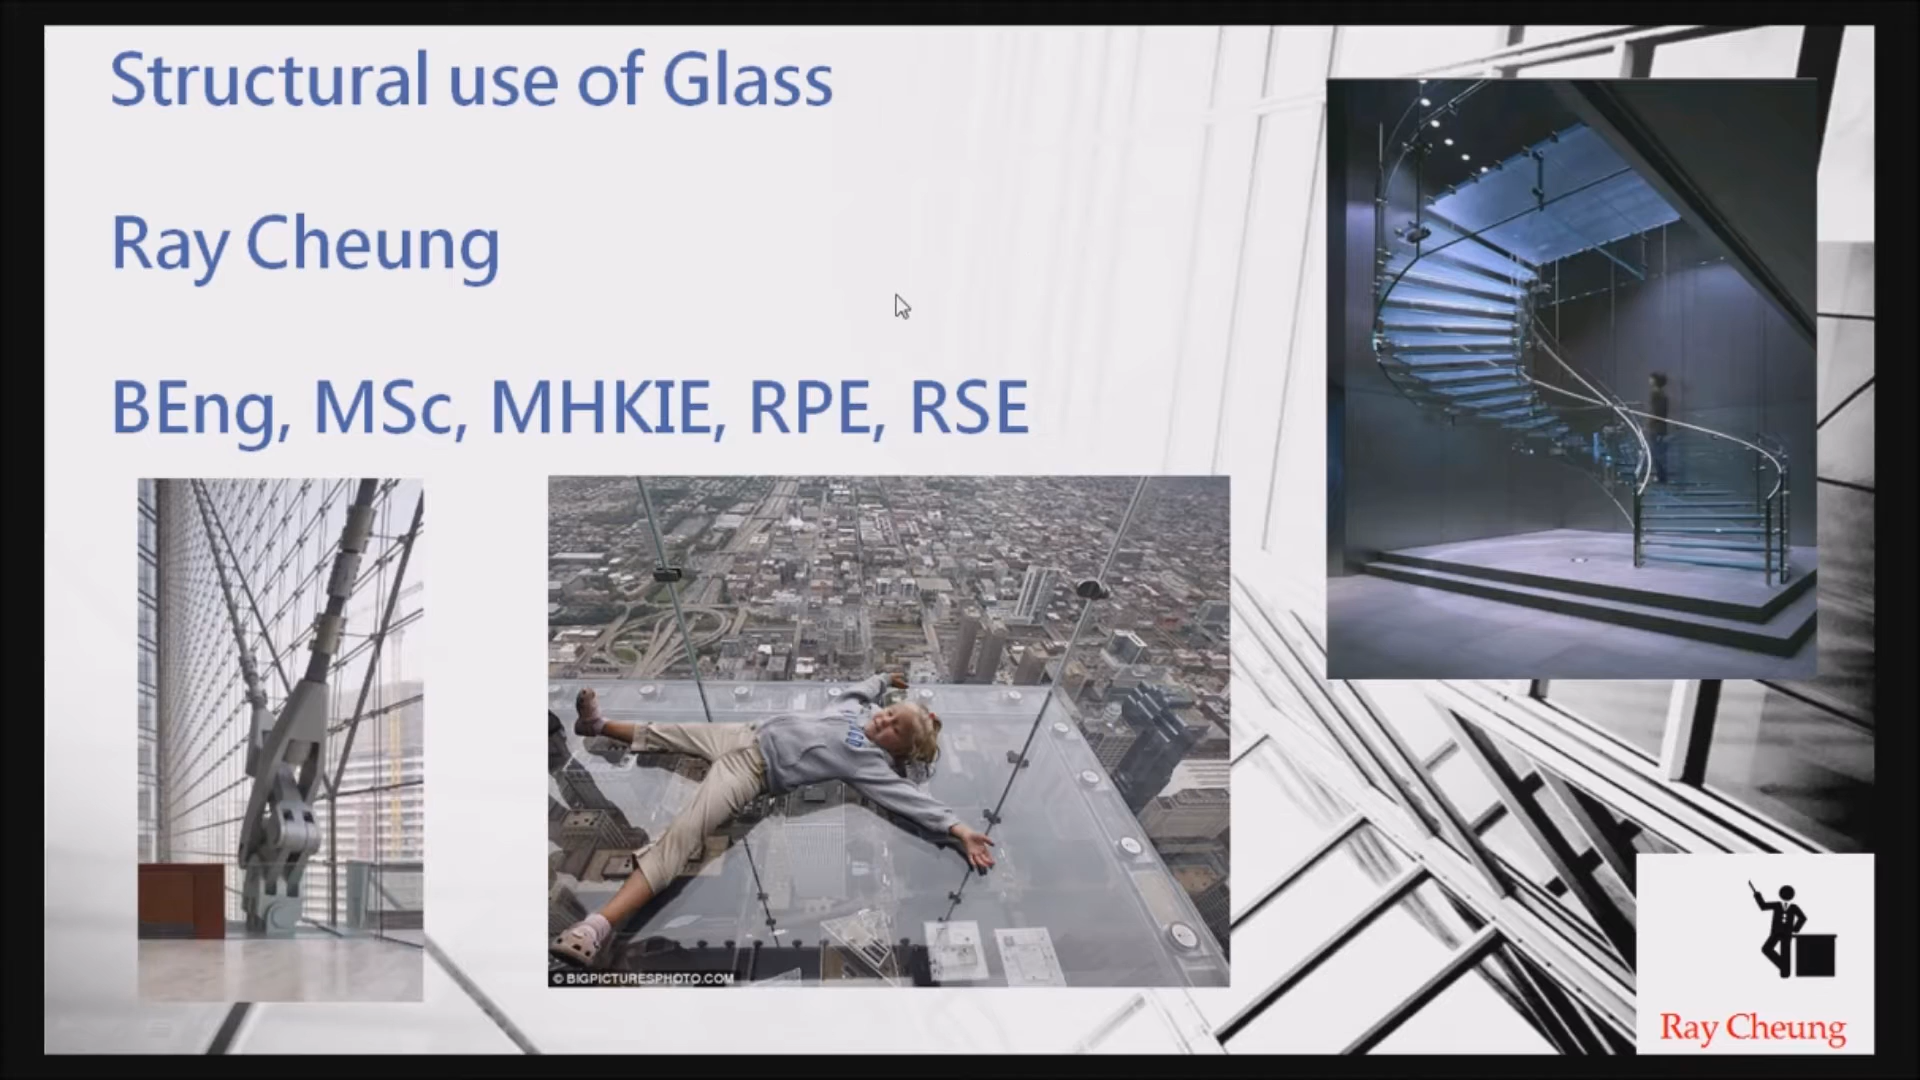 Structural use of Glass
Ray Cheung
BEng, MSc, MHKIE, RPE, RSE
© BIGPICTURESPHOTO.COM
Ray Cheung